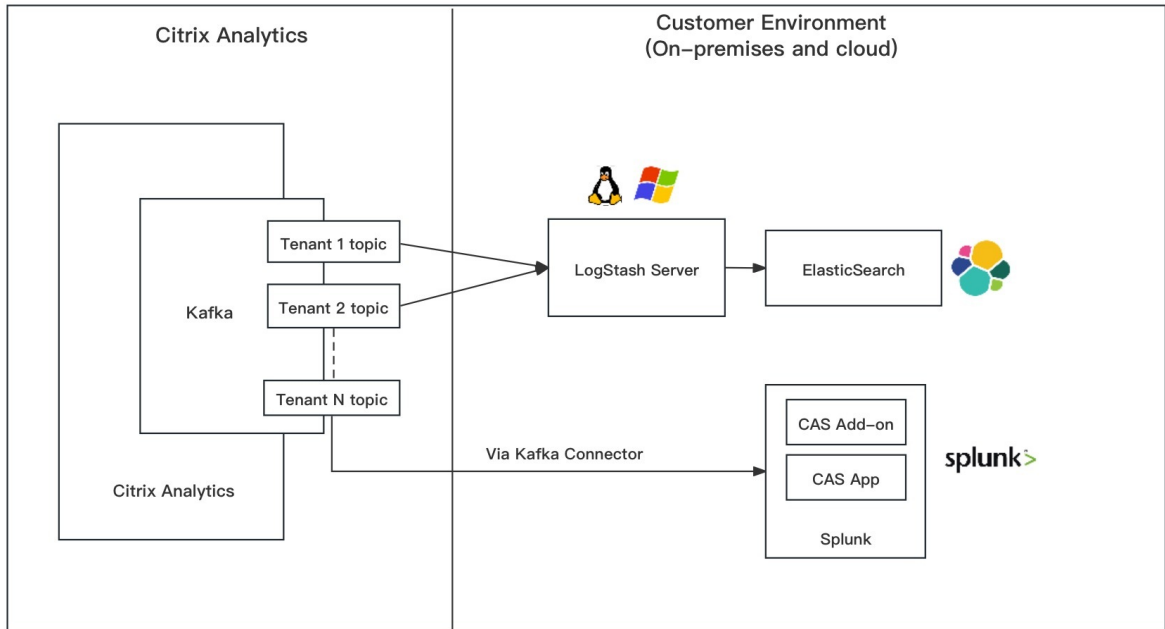 Citrix Analytics
Customer Environment
(On-premises and cloud)
Tenant 1 topic
Kafka
Tenant 2 topic
Tenant N topic
Citrix Analytics
LogStash Server
ElasticSearch
Via Kafka Connector
CAS Add-on
CAS App
Splunk
splunk>